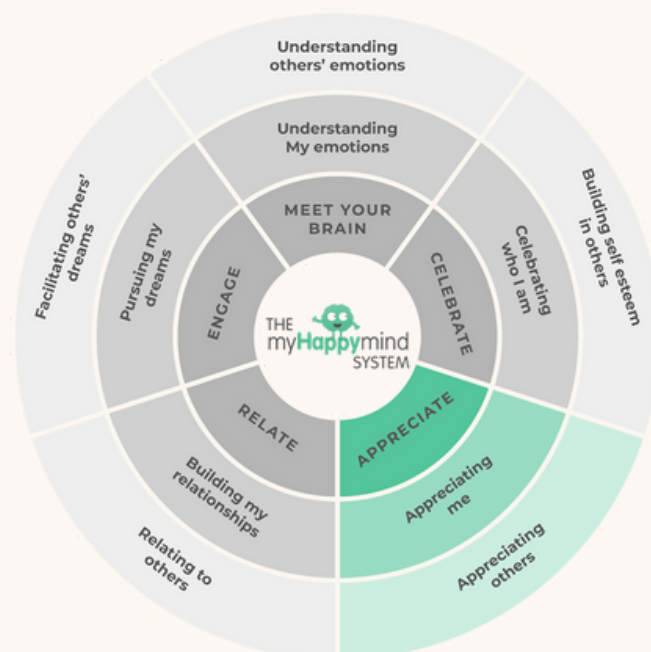 Understanding
others’ emotions
Understanding
My emotions
MEET YOUR
BRAIN
Building self esteem
in others
Celebrating
who I am
CELEBRATE
APPRECIATE
Appreciating
me
Appreciating
others
RELATE
Building my
relationships
Relating to
others
ENGAGE
Pursuing my
dreams
Facilitating others’
dreams
THE
myHappymind
SYSTEM